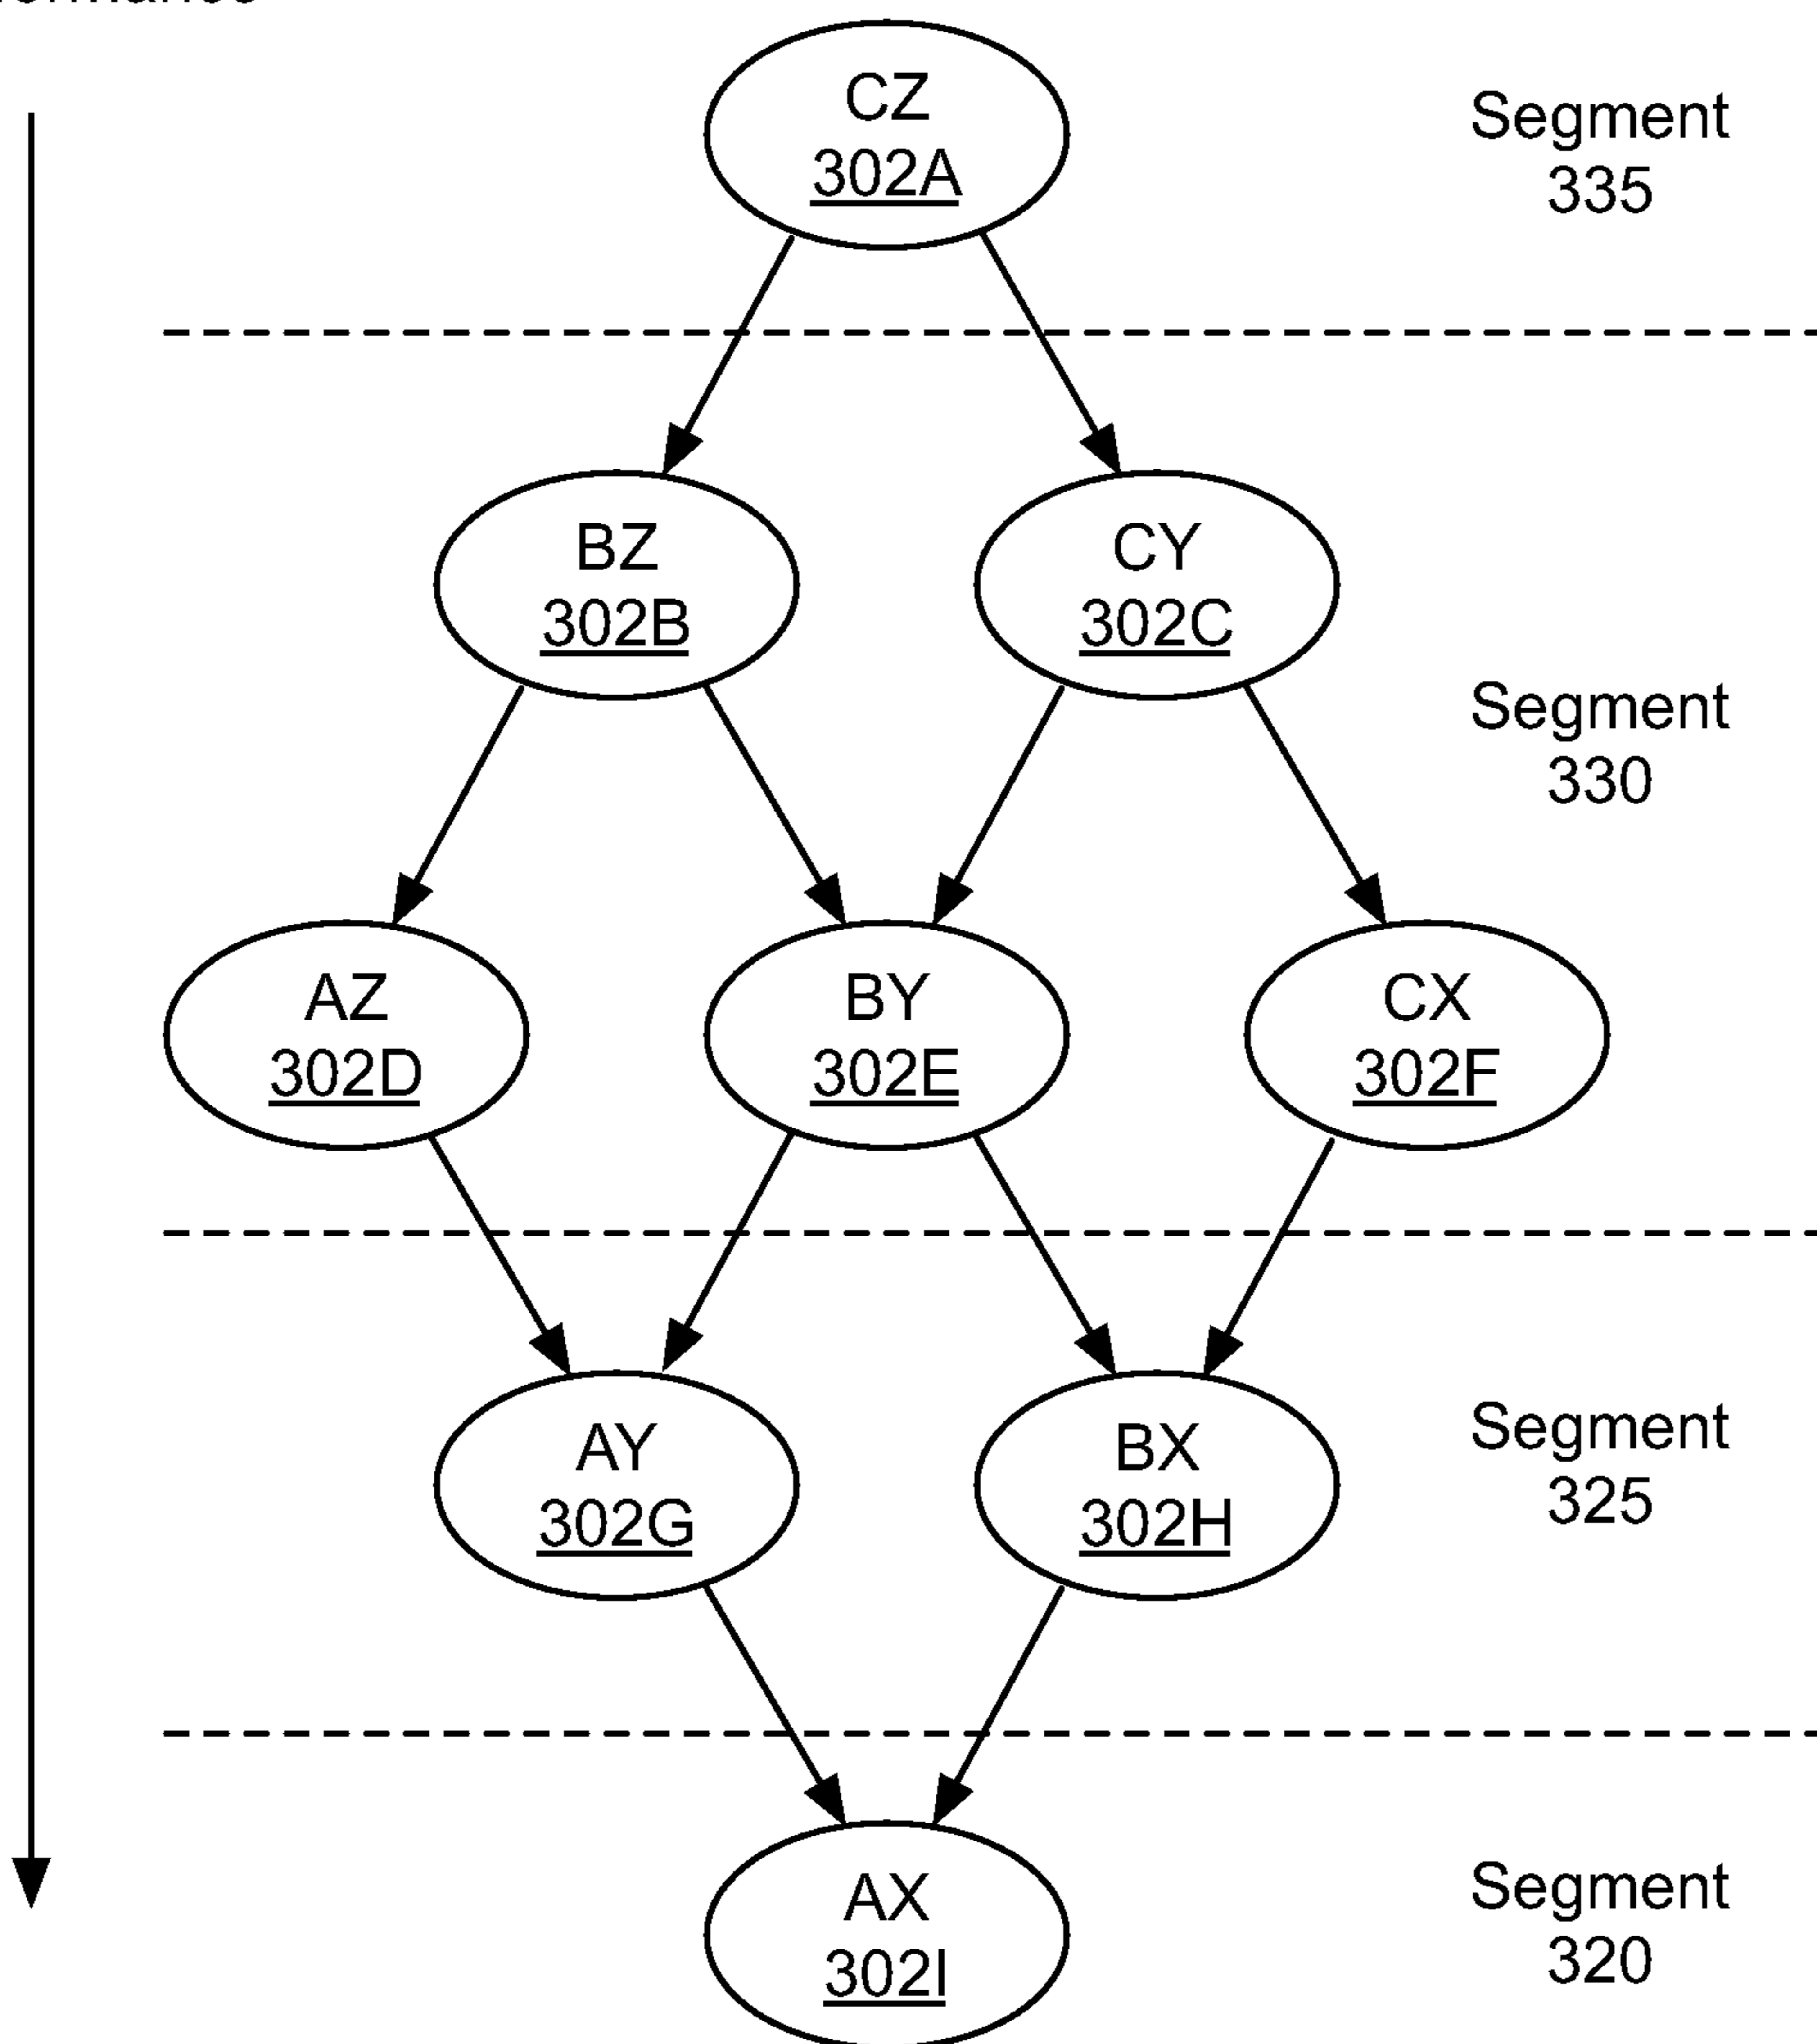 CZ
302A
Segment
335
BZ
302B
CY
302C
Segment
330
AZ
302D
BY
302E
CX
302F
AY
302G
BX
302H
Segment
325
AX
302I
Segment
320